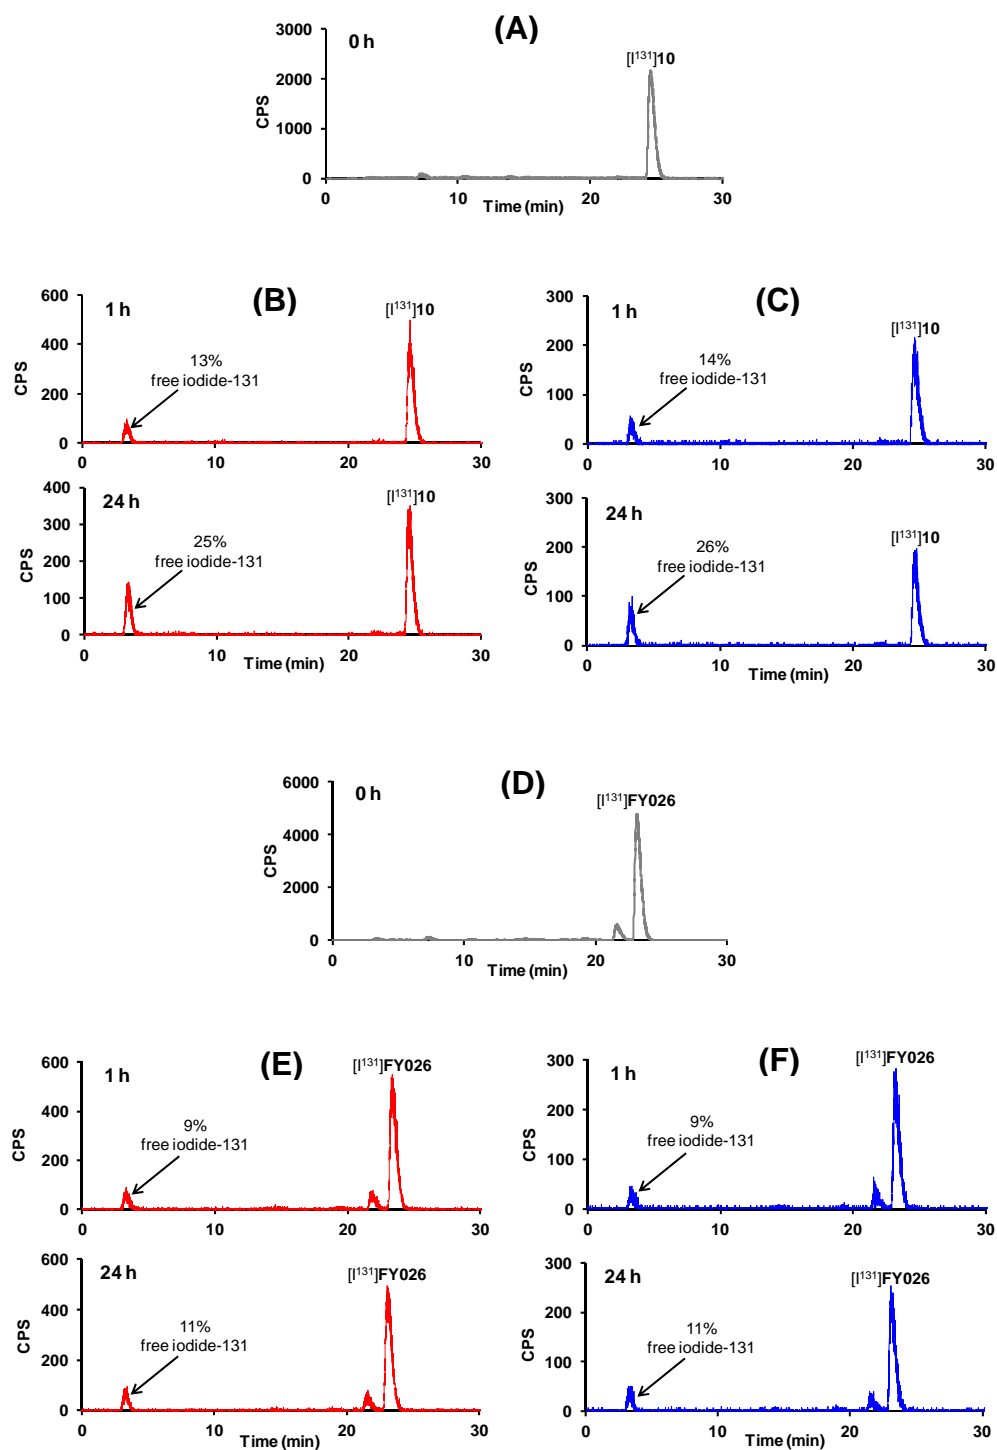 (A)
0 h
[I¹³¹]10
CPS
3000
2000
1000
0
0 10 20 30
Time (min)
(B)
1 h
[I¹³¹]10
13%
free iodide-131
CPS
600
400
200
0
0 10 20 30
24 h
[I¹³¹]10
25%
free iodide-131
CPS
400
300
200
100
0
0 10 20 30
Time (min)
(C)
1 h
[I¹³¹]10
14%
free iodide-131
CPS
300
200
100
0
0 10 20 30
24 h
[I¹³¹]10
26%
free iodide-131
CPS
300
200
100
0
0 10 20 30
Time (min)
(D)
0 h
[I¹³¹]FY026
CPS
6000
4000
2000
0
0 10 20 30
Time (min)
(E)
1 h
[I¹³¹]FY026
9%
free iodide-131
CPS
600
400
200
0
0 10 20 30
24 h
[I¹³¹]FY026
11%
free iodide-131
CPS
600
400
200
0
0 10 20 30
Time (min)
(F)
1 h
[I¹³¹]FY026
9%
free iodide-131
CPS
300
200
100
0
0 10 20 30
24 h
[I¹³¹]FY026
11%
free iodide-131
CPS
300
200
100
0
0 10 20 30
Time (min)